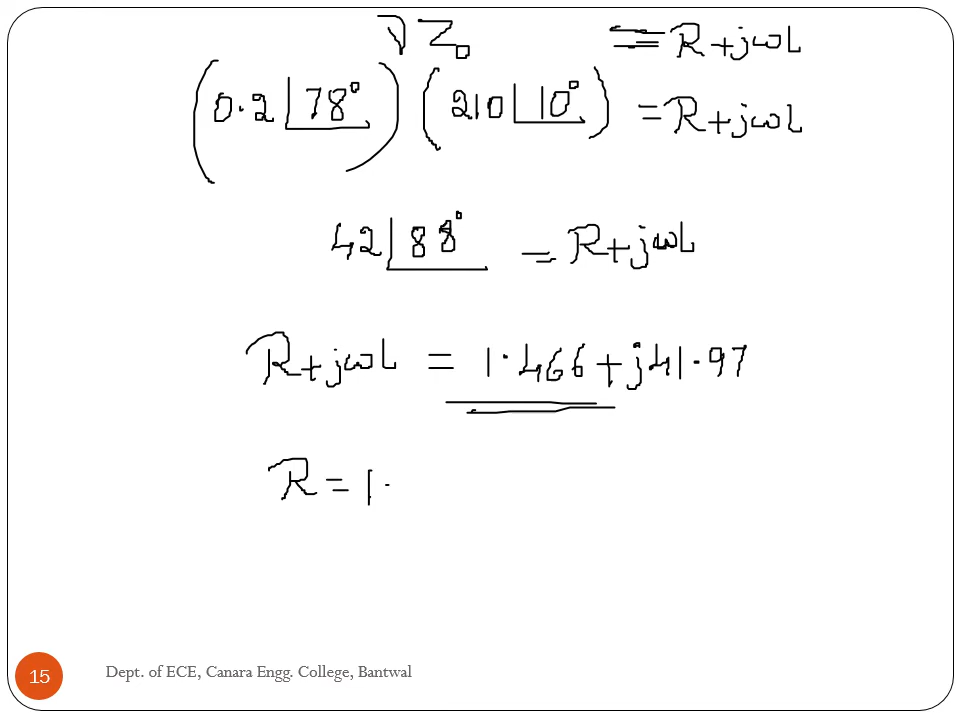 γZ₀ = R+jωL
(0.2∠78°) (210∠10°) = R+jωL
42∠88° = R+jωL
R+jωL = 1.466+j41.97
R = 1.
15 Dept. of ECE, Canara Engg. College, Bantwal